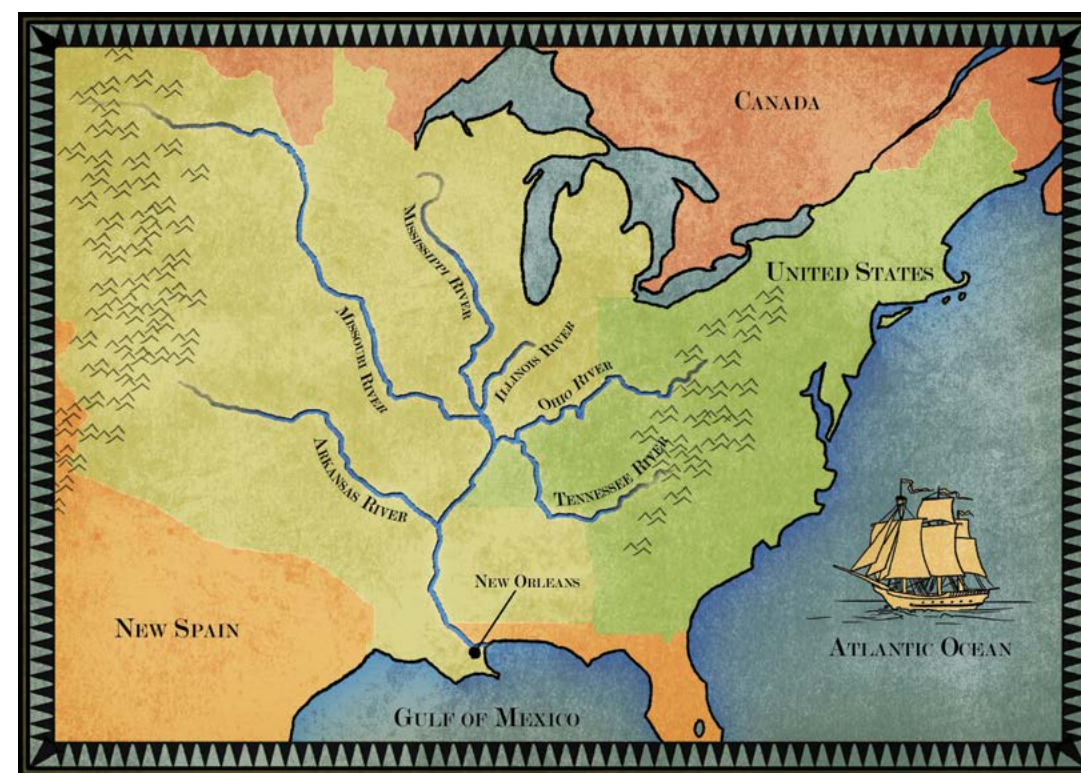 CANADA
UNITED STATES
MISSISSIPPI RIVER
MISSOURI RIVER
ILLINOIS RIVER
OHIO RIVER
ARKANSAS RIVER
TENNESSEE RIVER
NEW ORLEANS
NEW SPAIN
ATLANTIC OCEAN
GULF OF MEXICO